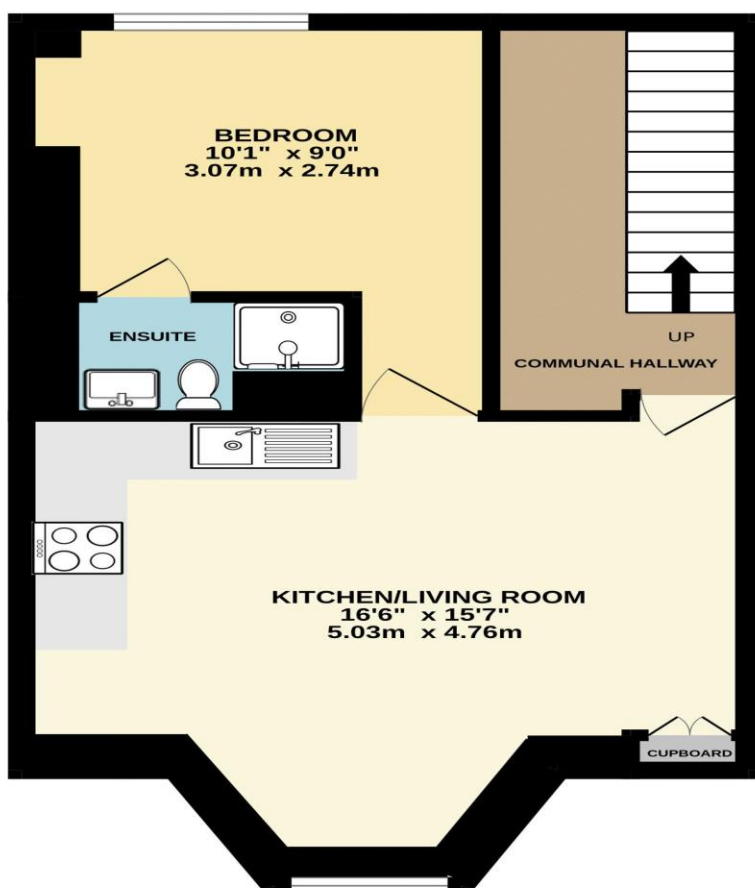 BEDROOM
10'1" x 9'0"
3.07m x 2.74m
ENSUITE
UP
COMMUNAL HALLWAY
KITCHEN/LIVING ROOM
16'6" x 15'7"
5.03m x 4.76m
CUPBOARD